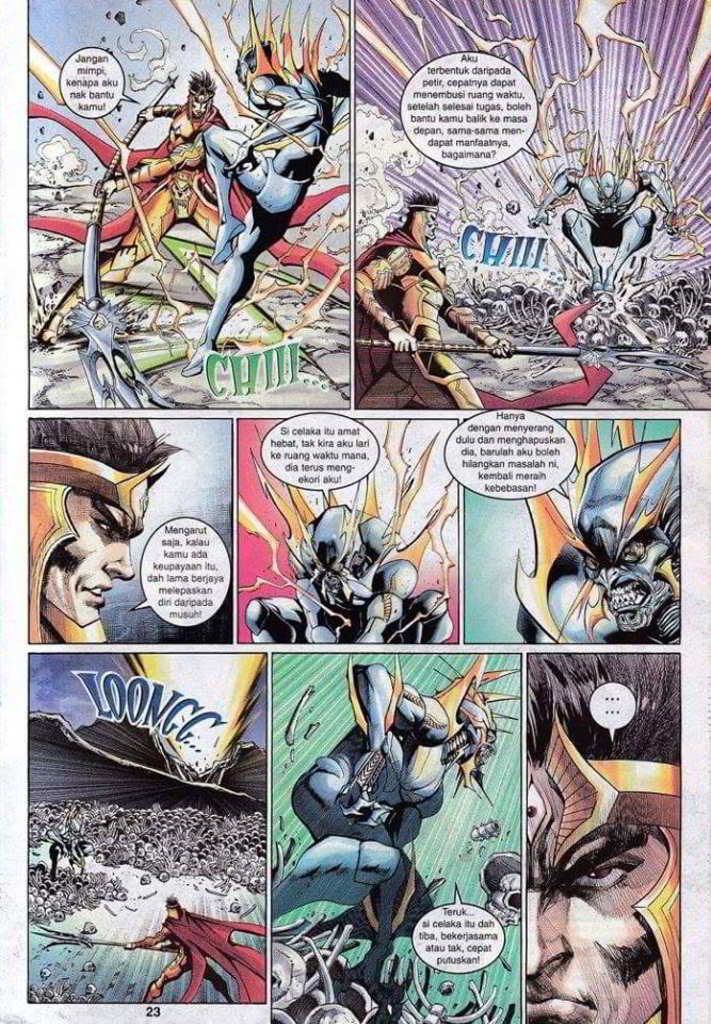 Jangan
mimpi,
kenapa aku
nak bantu
kamu!
CHIII...
Aku
terbentuk daripada
petir, cepatnya dapat
menembusi ruang waktu,
setelah selesai tugas, boleh
bantu kamu balik ke masa
depan, sama-sama men-
dapat manfaatnya,
bagaimana?
CHIII...
Mengarut
saja, kalau
kamu ada
keupayaan itu,
dah lama berjaya
melepaskan
diri daripada
musuh!
Si celaka itu amat
hebat, tak kira aku lari
ke ruang waktu mana,
dia terus meng-
ekori aku!
Hanya
dengan menyerang
dulu dan menghapuskan
dia, barulah aku boleh
hilangkan masalah ni,
kembali meraih
kebebasan!
LOONGG...
Teruk...
si celaka itu dah
tiba, bekerjasama
atau tak, cepat
putuskan!
...
...
23